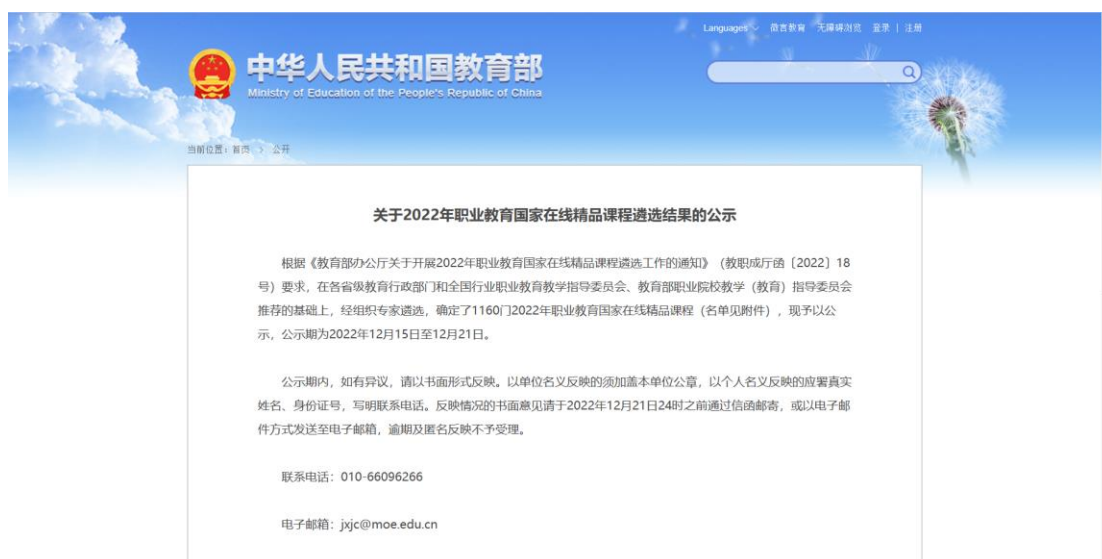 Languages 微言教育 无障碍浏览 登录 | 注册
中华人民共和国教育部
Ministry of Education of the People's Republic of China
当前位置：首页 > 公开
关于2022年职业教育国家在线精品课程遴选结果的公示
根据《教育部办公厅关于开展2022年职业教育国家在线精品课程遴选工作的通知》（教职成厅函〔2022〕18
号）要求，在各省级教育行政部门和全国行业职业教育教学指导委员会、教育部职业院校教学（教育）指导委员会
推荐的基础上，经组织专家遴选，确定了1160门2022年职业教育国家在线精品课程（名单见附件），现予以公
示，公示期为2022年12月15日至12月21日。
公示期内，如有异议，请以书面形式反映。以单位名义反映的须加盖本单位公章，以个人名义反映的应署真实
姓名、身份证号，写明联系电话。反映情况的书面意见请于2022年12月21日24时之前通过信函邮寄，或以电子邮
件方式发送至电子邮箱，逾期及匿名反映不予受理。
联系电话：010-66096266
电子邮箱：jxjc@moe.edu.cn